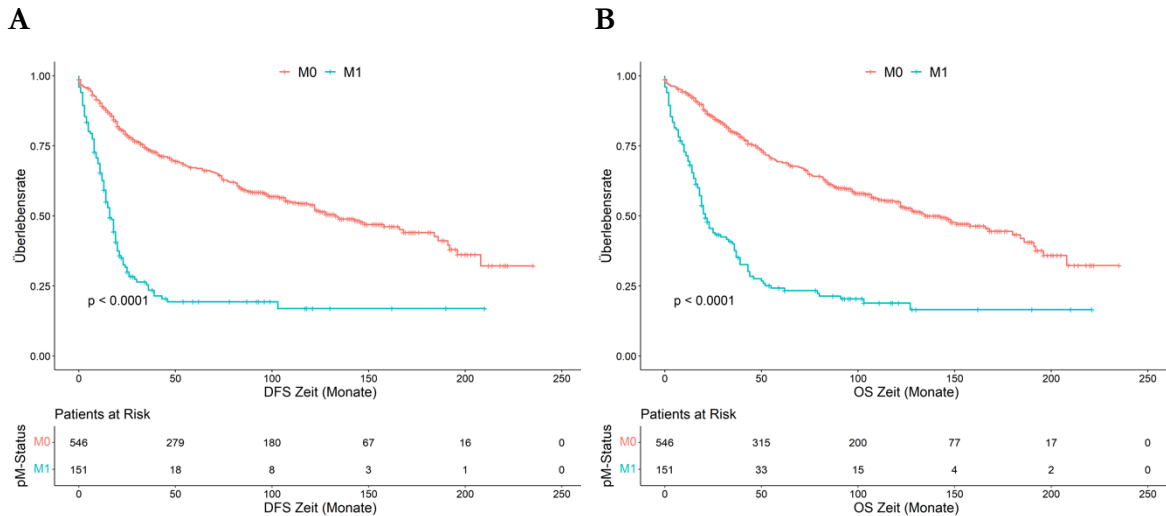 A
M0 M1
1.00
0.75
0.50
0.25
0.00
Überlebensrate
p < 0.0001
0 50 100 150 200 250
DFS Zeit (Monate)
Patients at Risk
pM-Status
M0 546 279 180 67 16 0
M1 151 18 8 3 1 0
0 50 100 150 200 250
DFS Zeit (Monate)
B
M0 M1
1.00
0.75
0.50
0.25
0.00
Überlebensrate
p < 0.0001
0 50 100 150 200 250
OS Zeit (Monate)
Patients at Risk
pM-Status
M0 546 315 200 77 17 0
M1 151 33 15 4 2 0
0 50 100 150 200 250
OS Zeit (Monate)